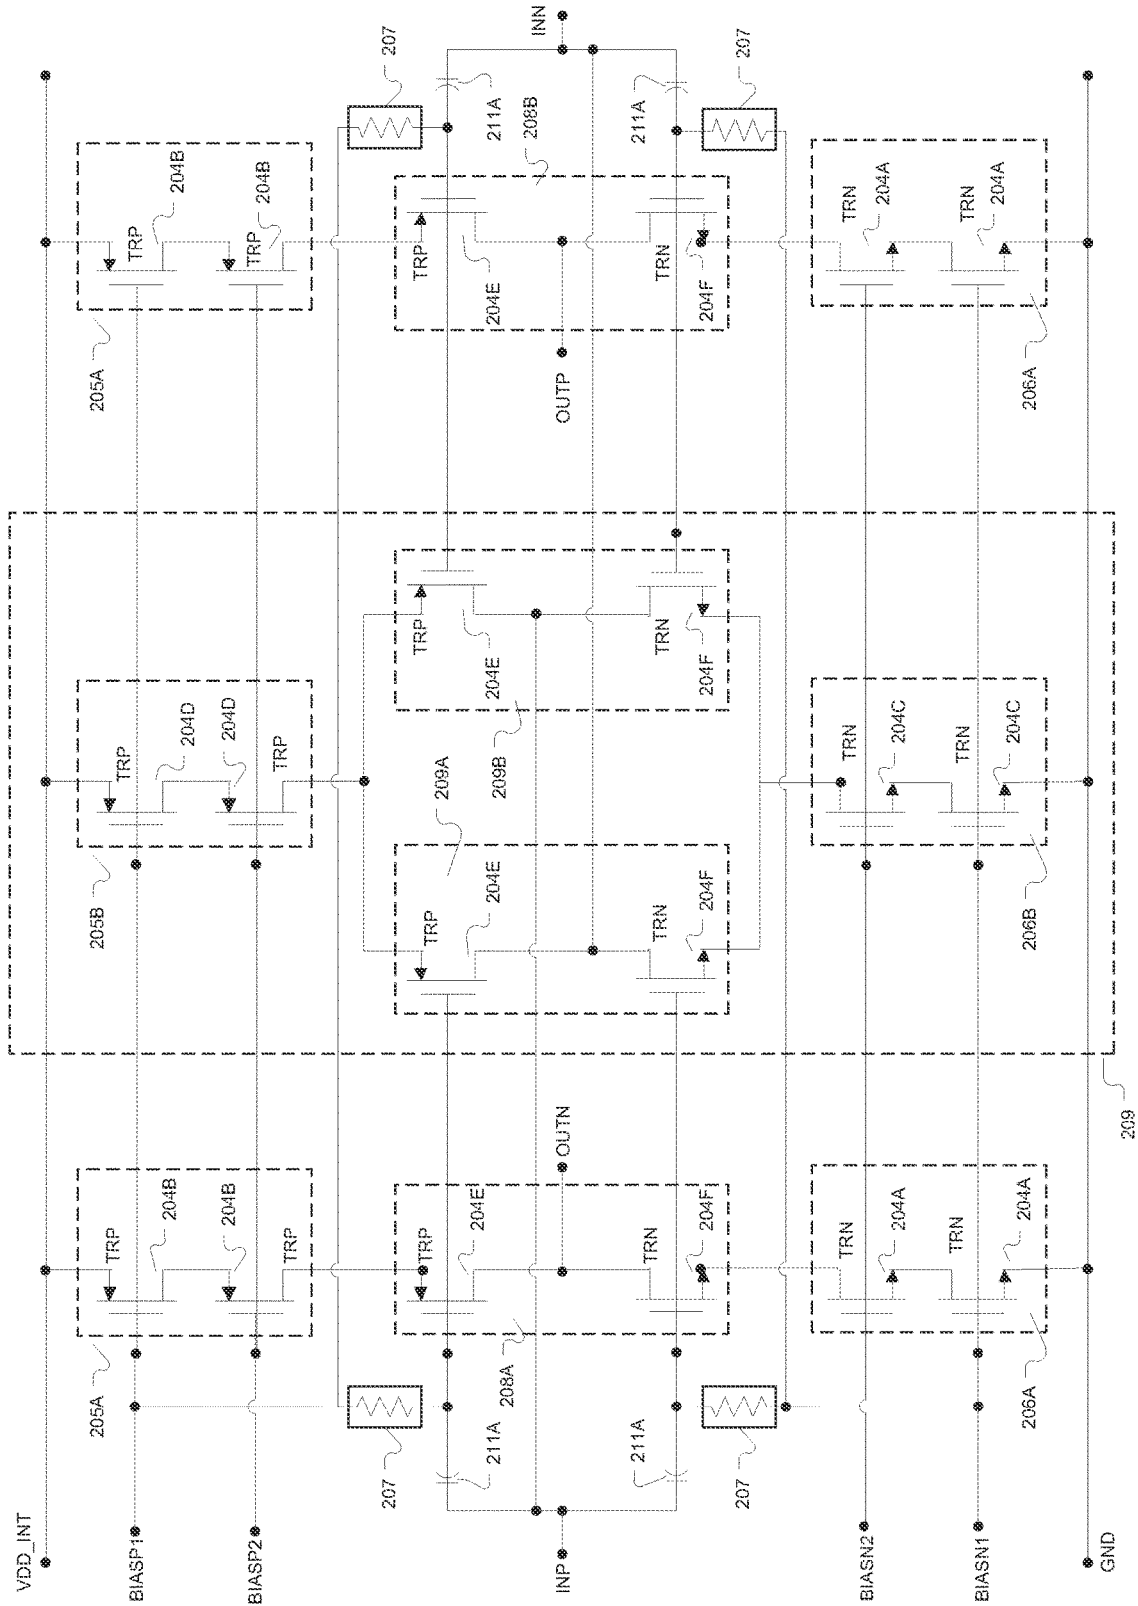 VDD_INT
BIASP1
BIASP2
INP
BIASN2
BIASN1
GND
205A
TRP
204B
204B
TRP
207
211A
208A
TRP
204E
OUTN
TRN
204F
211A
207
TRN
204A
TRN
204A
206A
209
205B
TRP
204D
204D
TRP
209A
TRP
204E
TRN
204F
209B
TRP
204E
TRN
204F
TRN
204C
TRN
204C
206B
205A
TRP
204B
TRP
204B
207
211A
208B
TRP
204E
OUTP
TRN
204F
211A
207
INN
TRN
204A
TRN
204A
206A